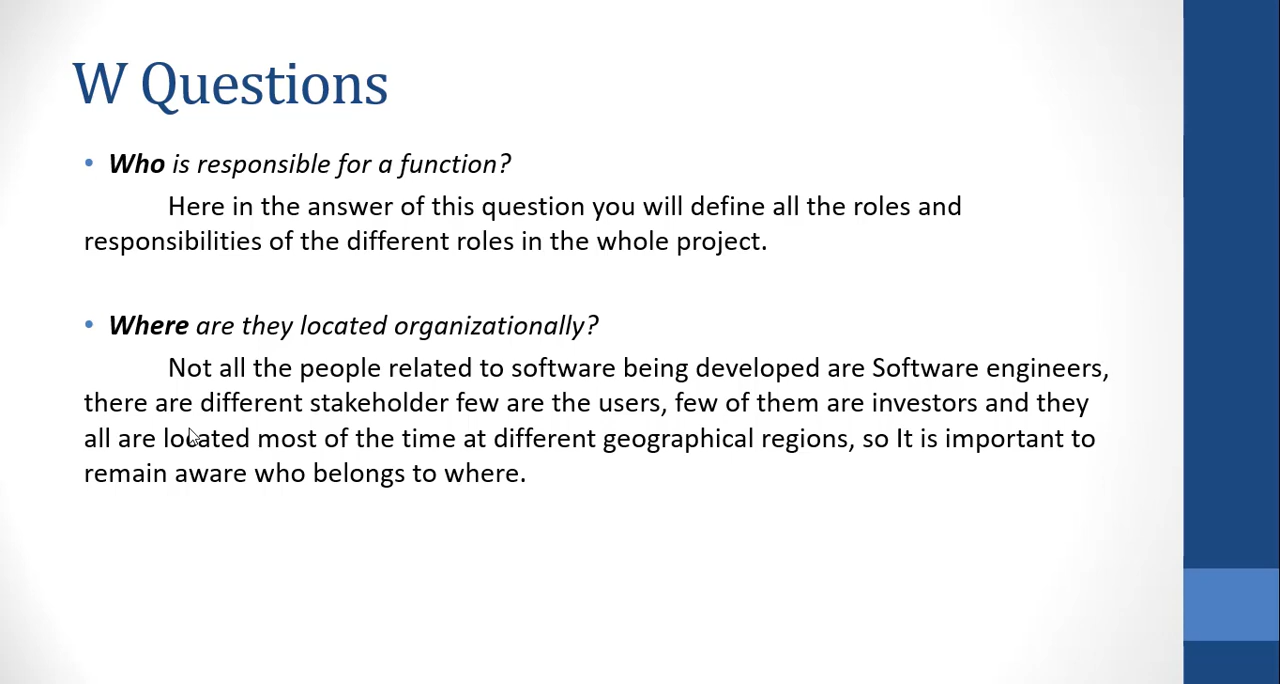 W Questions
• Who is responsible for a function?
Here in the answer of this question you will define all the roles and
responsibilities of the different roles in the whole project.
• Where are they located organizationally?
Not all the people related to software being developed are Software engineers,
there are different stakeholder few are the users, few of them are investors and they
all are located most of the time at different geographical regions, so It is important to
remain aware who belongs to where.